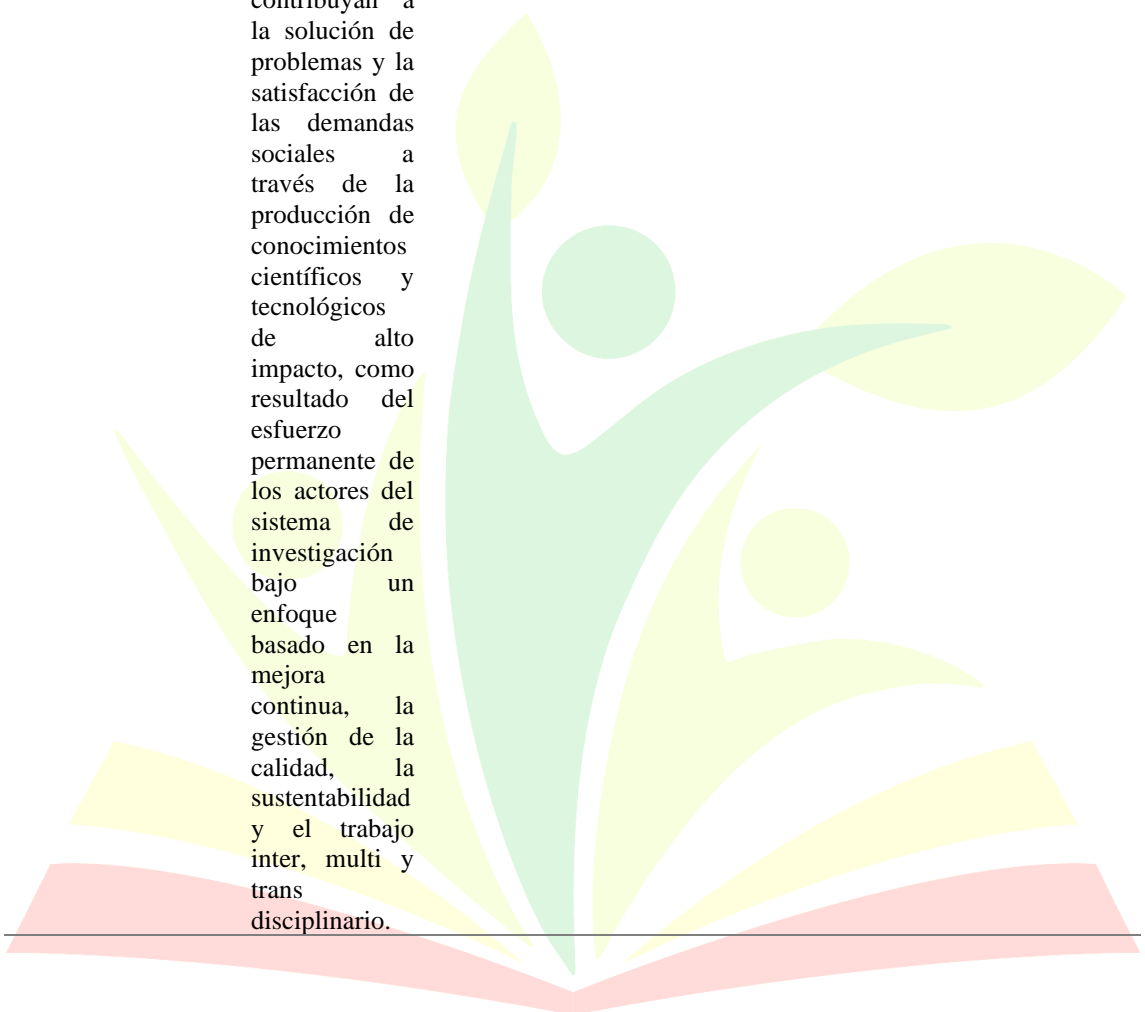 contribuyan a
la solución de
problemas y la
satisfacción de
las demandas
sociales a
través de la
producción de
conocimientos
científicos y
tecnológicos
de alto
impacto, como
resultado del
esfuerzo
permanente de
los actores del
sistema de
investigación
bajo un
enfoque
basado en la
mejora
continua, la
gestión de la
calidad, la
sustentabilidad
y el trabajo
inter, multi y
trans
disciplinario.